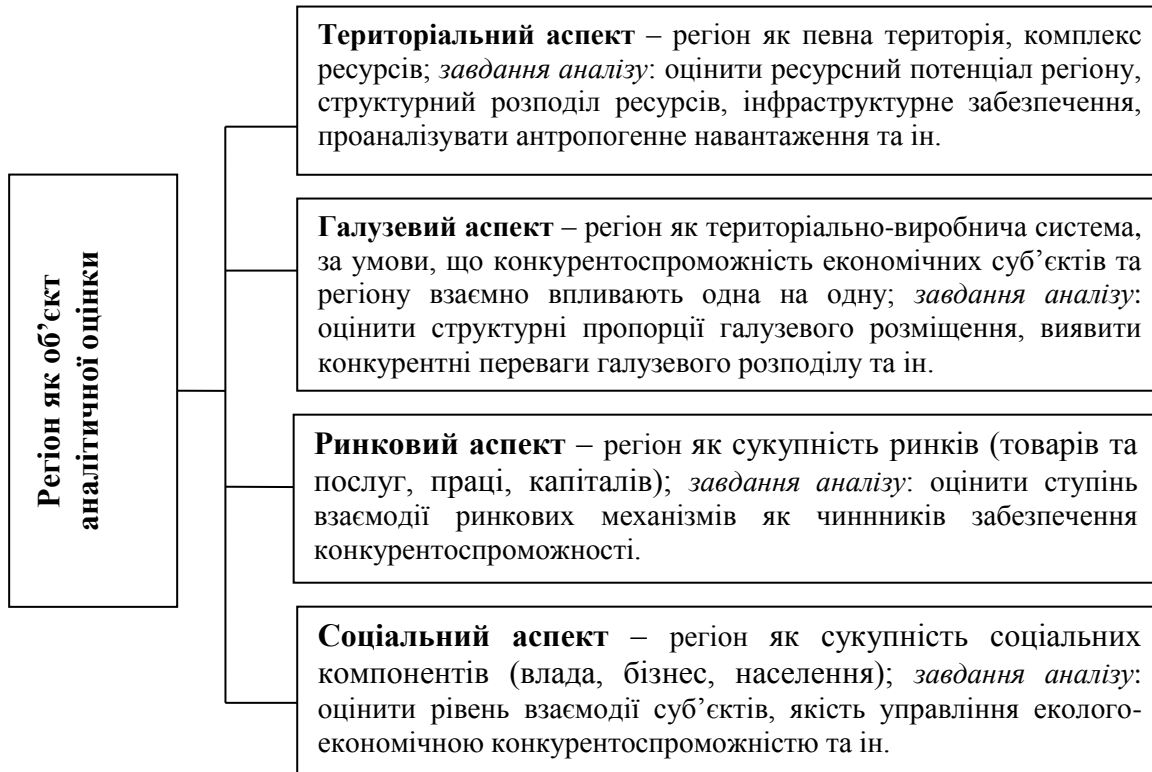 Територіальний аспект – регіон як певна територія, комплекс
ресурсів; завдання аналізу: оцінити ресурсний потенціал регіону,
структурний розподіл ресурсів, інфраструктурне забезпечення,
проаналізувати антропогенне навантаження та ін.
Регіон як об’єкт
аналітичної оцінки
Галузевий аспект – регіон як територіально-виробнича система,
за умови, що конкурентоспроможність економічних суб’єктів та
регіону взаємно впливають одна на одну; завдання аналізу:
оцінити структурні пропорції галузевого розміщення, виявити
конкурентні переваги галузевого розподілу та ін.
Ринковий аспект – регіон як сукупність ринків (товарів та
послуг, праці, капіталів); завдання аналізу: оцінити ступінь
взаємодії ринкових механізмів як чиннників забезпечення
конкурентоспроможності.
Соціальний аспект – регіон як сукупність соціальних
компонентів (влада, бізнес, населення); завдання аналізу:
оцінити рівень взаємодії суб’єктів, якість управління еколого-
економічною конкурентоспроможністю та ін.